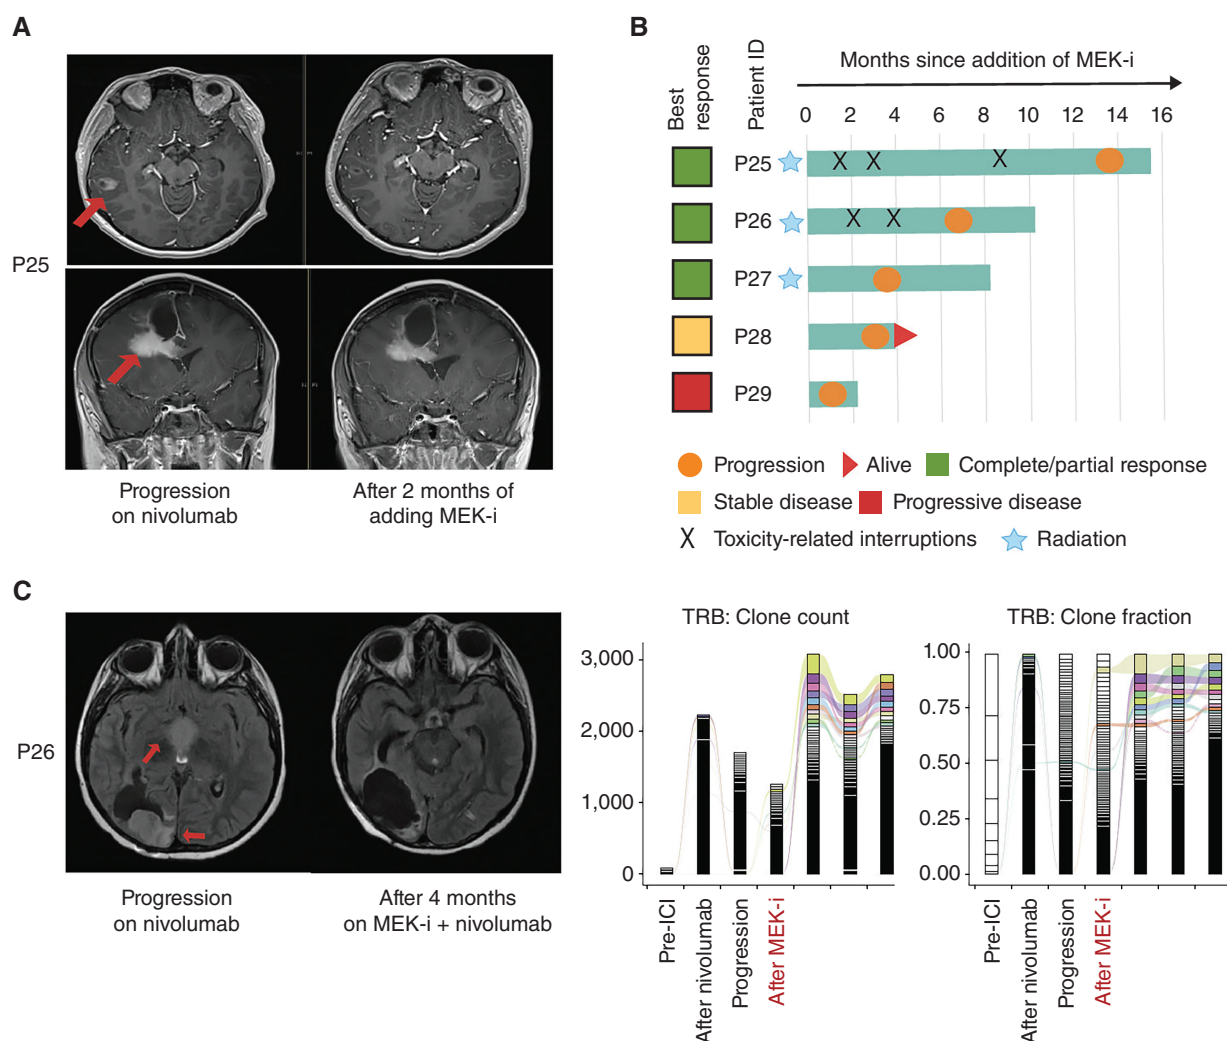 A
P25
Progression
on nivolumab
After 2 months of
adding MEK-i
B
Best
response
Patient ID
Months since addition of MEK-i
0 2 4 6 8 10 12 14 16
P25 X X X
P26 X X
P27
P28
P29
Progression Alive Complete/partial response
Stable disease Progressive disease
X Toxicity-related interruptions Radiation
C
P26
Progression
on nivolumab
After 4 months
on MEK-i + nivolumab
TRB: Clone count
3,000
2,000
1,000
0
Pre-ICI
After nivolumab
Progression
After MEK-i
TRB: Clone fraction
1.00
0.75
0.50
0.25
0.00
Pre-ICI
After nivolumab
Progression
After MEK-i